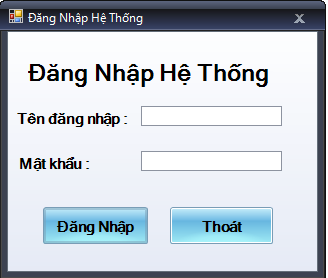 Đăng Nhập Hệ Thống
Đăng Nhập Hệ Thống
Tên đăng nhập :
Mật khẩu :
Đăng Nhập
Thoát